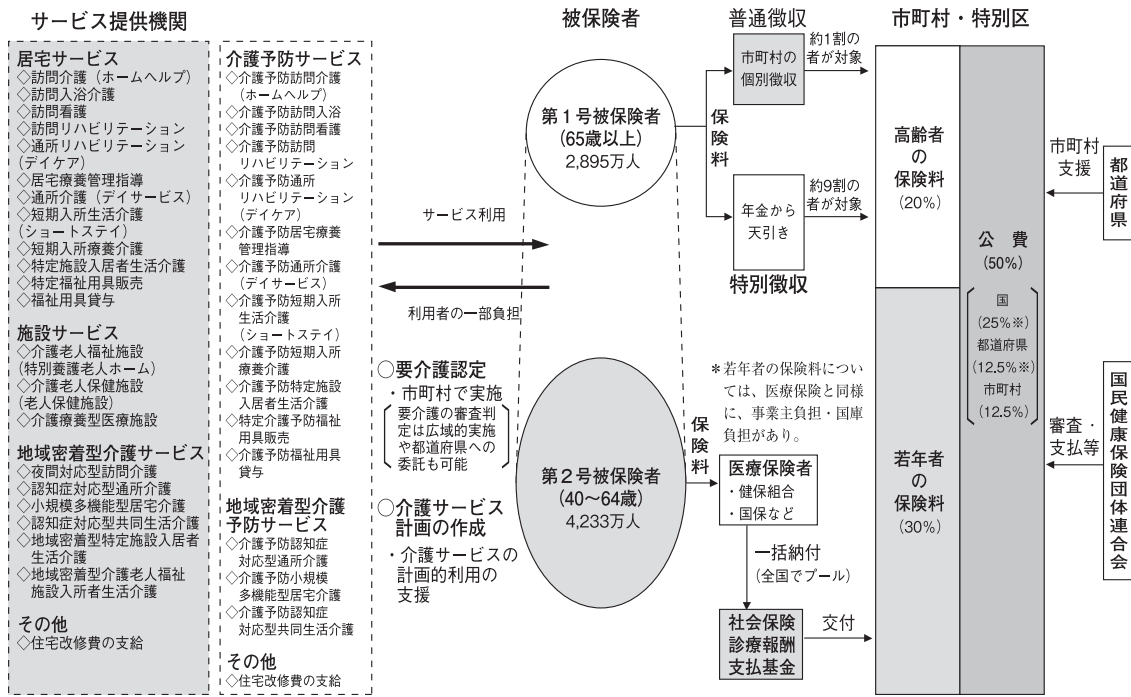 サービス提供機関
居宅サービス
◇訪問介護（ホームヘルプ）
◇訪問入浴介護
◇訪問看護
◇訪問リハビリテーション
◇通所リハビリテーション
(デイケア)
◇居宅療養管理指導
◇通所介護（デイサービス）
◇短期入所生活介護
(ショートステイ)
◇短期入所療養介護
◇特定施設入居者生活介護
◇特定福祉用具販売
◇福祉用具貸与
施設サービス
◇介護老人福祉施設
(特別養護老人ホーム)
◇介護老人保健施設
(老人保健施設)
◇介護療養型医療施設
地域密着型介護サービス
◇夜間対応型訪問介護
◇認知症対応型通所介護
◇小規模多機能型居宅介護
◇認知症対応型共同生活介護
◇地域密着型特定施設入居者
生活介護
◇地域密着型介護老人福祉
施設入所者生活介護
その他
◇住宅改修費の支給
介護予防サービス
◇介護予防訪問介護
(ホームヘルプ)
◇介護予防訪問入浴
◇介護予防訪問看護
◇介護予防訪問
リハビリテーション
◇介護予防通所
リハビリテーション
(デイケア)
◇介護予防居宅療養
管理指導
◇介護予防通所介護
(デイサービス)
◇介護予防短期入所
生活介護
(ショートステイ)
◇介護予防短期入所
療養介護
◇介護予防特定施設
入居者生活介護
◇特定介護予防福祉
用具販売
◇介護予防福祉用具
貸与
地域密着型介護
予防サービス
◇介護予防認知症
対応型通所介護
◇介護予防小規模
多機能型居宅介護
◇介護予防認知症
対応型共同生活介護
その他
◇住宅改修費の支給
サービス利用
利用者の一部負担
○要介護認定
・市町村で実施
要介護の審査判
定は広域的実施
や都道府県への
委託も可能
○介護サービス
計画の作成
・介護サービスの
計画的利用の
支援
被保険者
第1号被保険者
(65歳以上)
2,895万人
第2号被保険者
(40～64歳)
4,233万人
保険料
普通徴収
市町村の
個別徴収
約1割の
者が対象
年金から
天引き
約9割の
者が対象
特別徴収
＊若年者の保険料につい
ては、医療保険と同様
に、事業主負担・国庫
負担があり。
保険料
医療保険者
・健保組合
・国保など
一括納付
(全国でプール)
社会保険
診療報酬
支払基金
交付
市町村・特別区
高齢者
の
保険料
(20%)
若年者
の
保険料
(30%)
公　費
(50%)
国
(25%※)
都道府県
(12.5%※)
市町村
(12.5%)
市町村
支援
都道府県
審査・
支払等
国民健康保険団体連合会